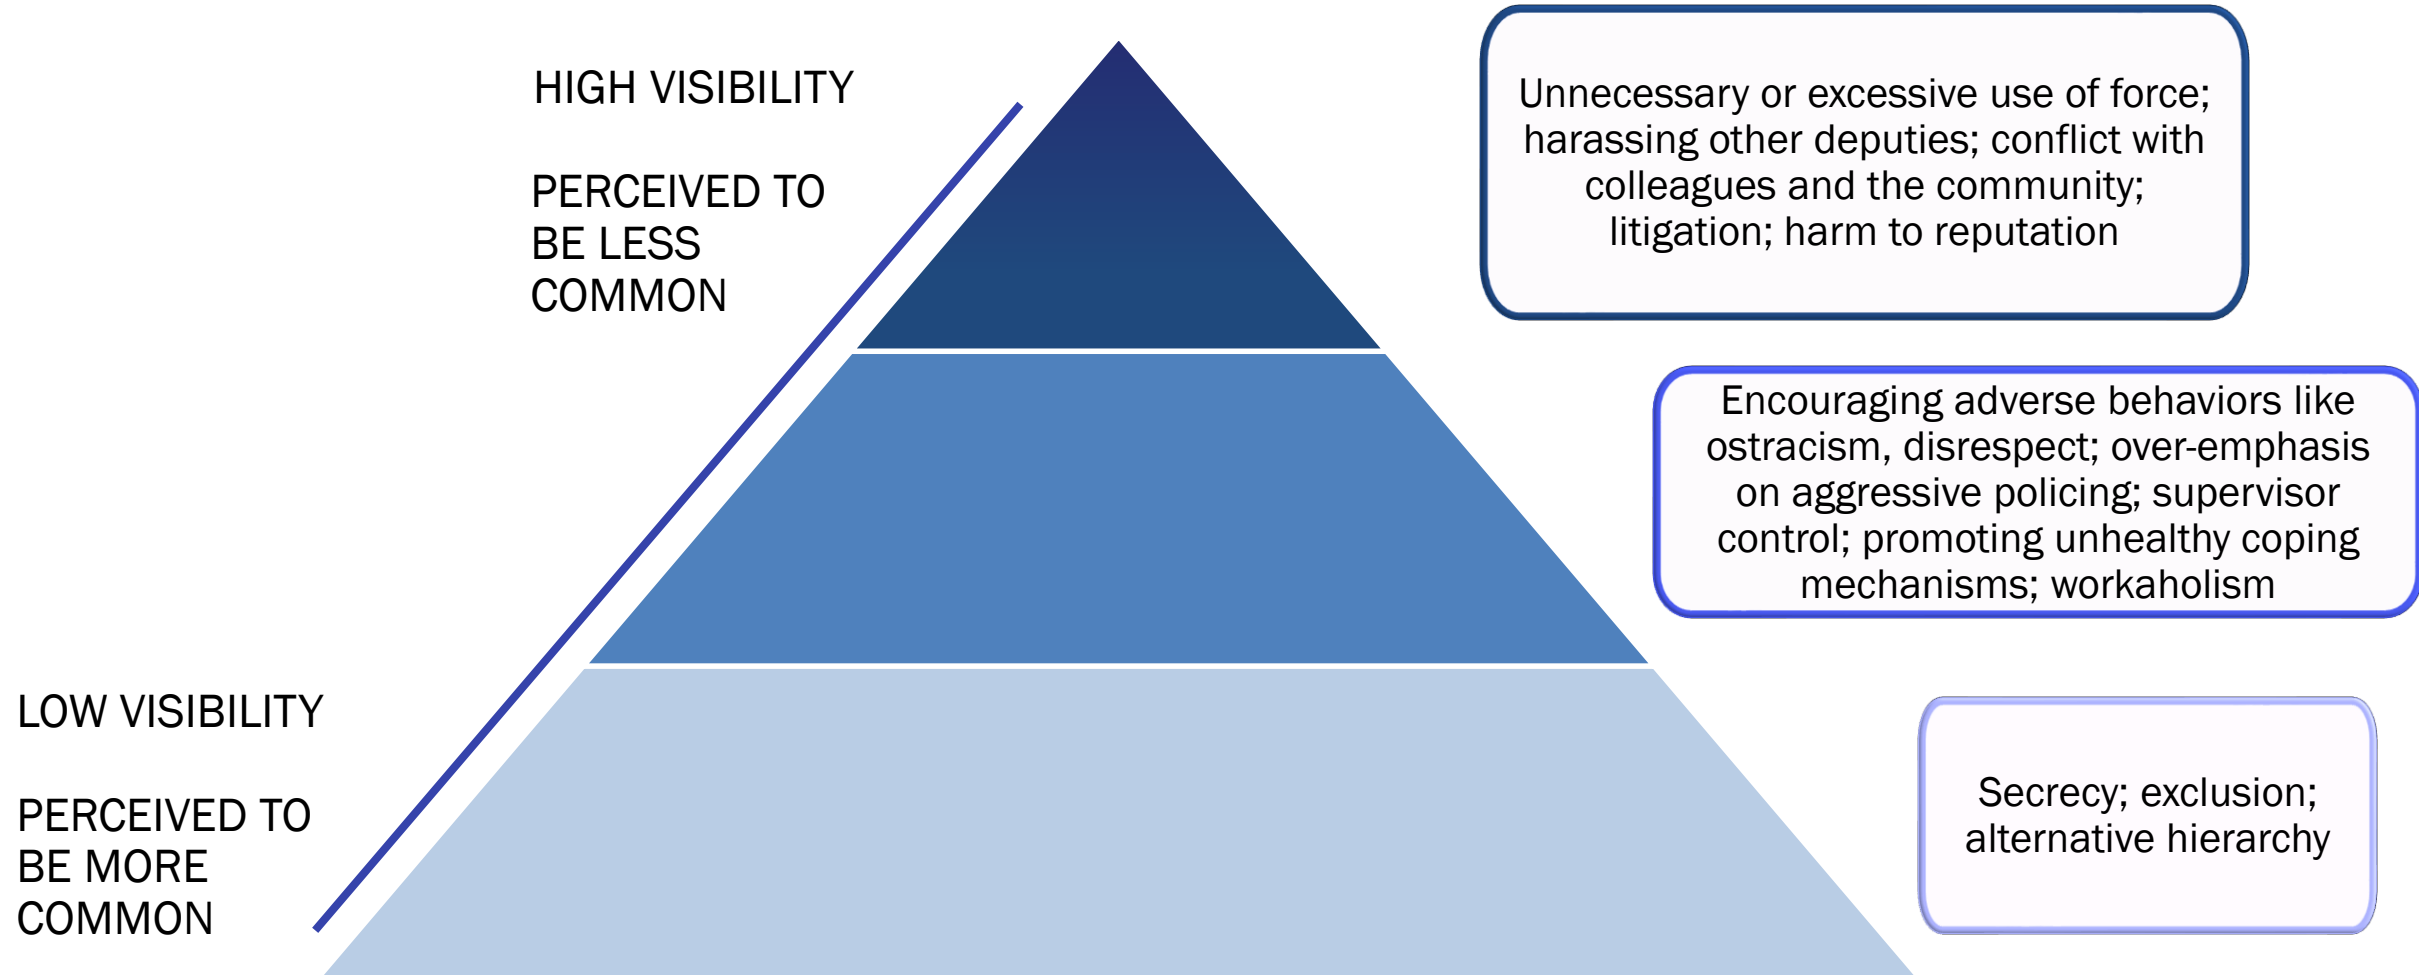 HIGH VISIBILITY
PERCEIVED TO
BE LESS
COMMON
Unnecessary or excessive use of force;
harassing other deputies; conflict with
colleagues and the community;
litigation; harm to reputation
Encouraging adverse behaviors like
ostracism, disrespect; over-emphasis
on aggressive policing; supervisor
control; promoting unhealthy coping
mechanisms; workaholism
LOW VISIBILITY
PERCEIVED TO
BE MORE
COMMON
Secrecy; exclusion;
alternative hierarchy